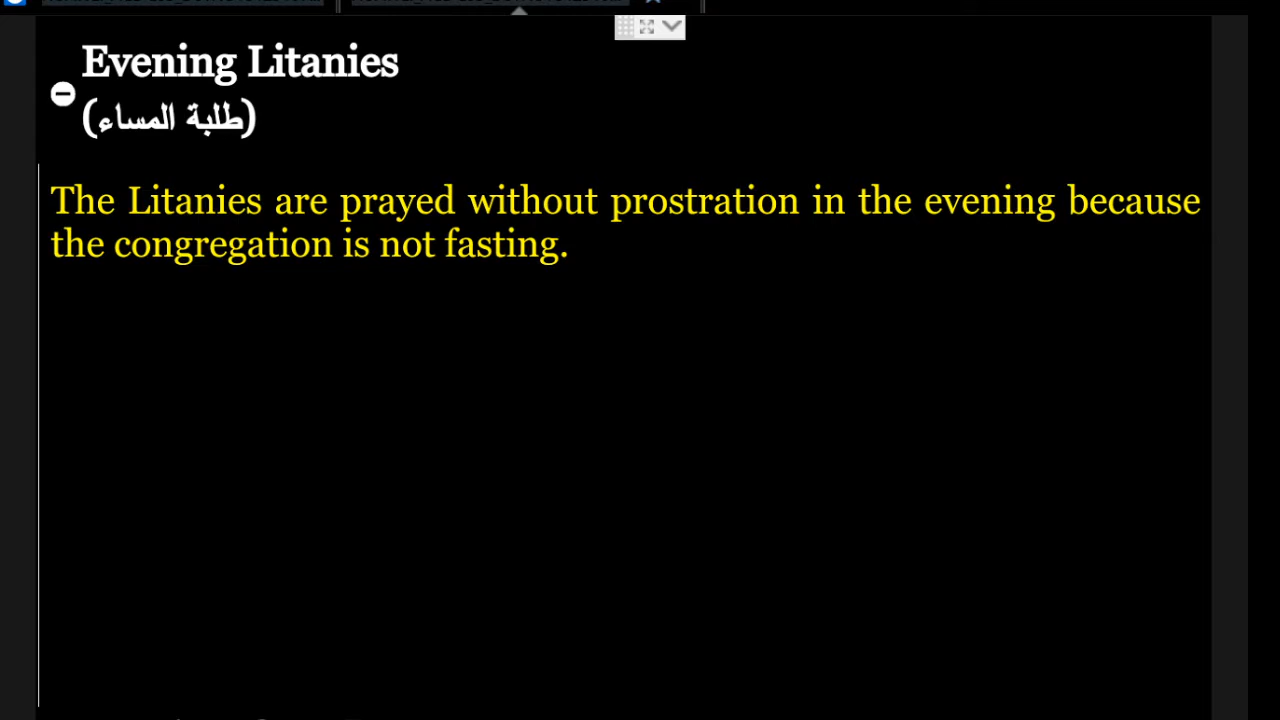 Evening Litanies
(طلبة المساء)
The Litanies are prayed without prostration in the evening because
the congregation is not fasting.